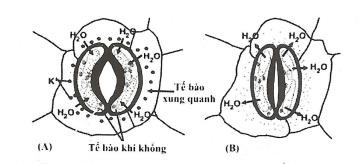 H₂O
H₂O
H₂O
K⁺
H₂O
H₂O
Tế bào
xung quanh
(A)
Tế bào khí khổng
H₂O
H₂O
H₂O
H₂O
H₂O
(B)